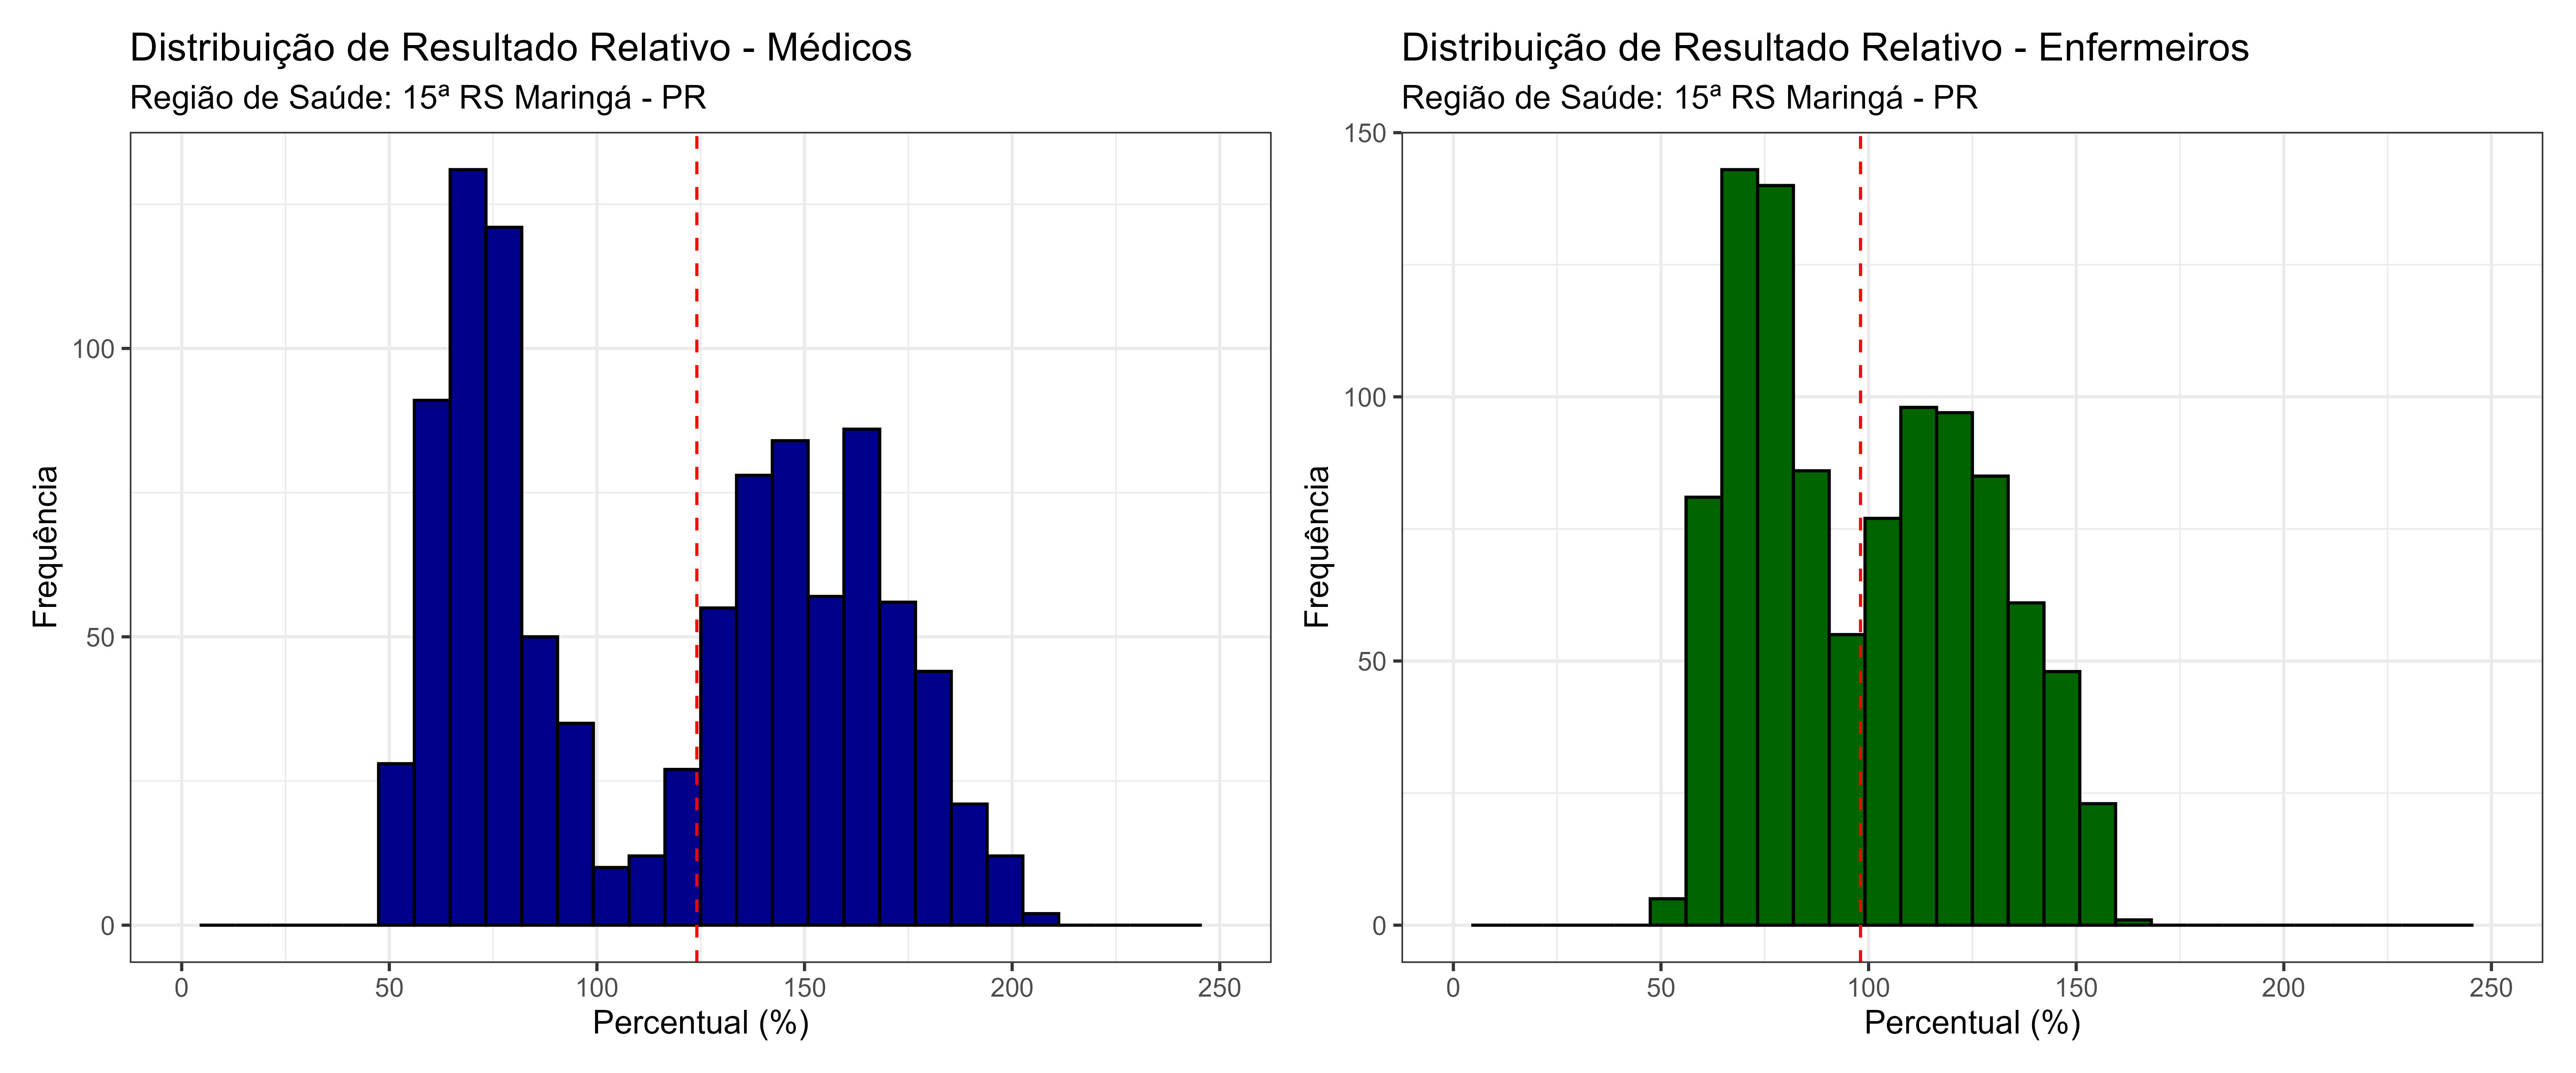 Distribuição de Resultado Relativo - Médicos
Região de Saúde: 15ª RS Maringá - PR
Frequência
100
50
0
0 50 100 150 200 250
Percentual (%)
Distribuição de Resultado Relativo - Enfermeiros
Região de Saúde: 15ª RS Maringá - PR
Frequência
150
100
50
0
0 50 100 150 200 250
Percentual (%)